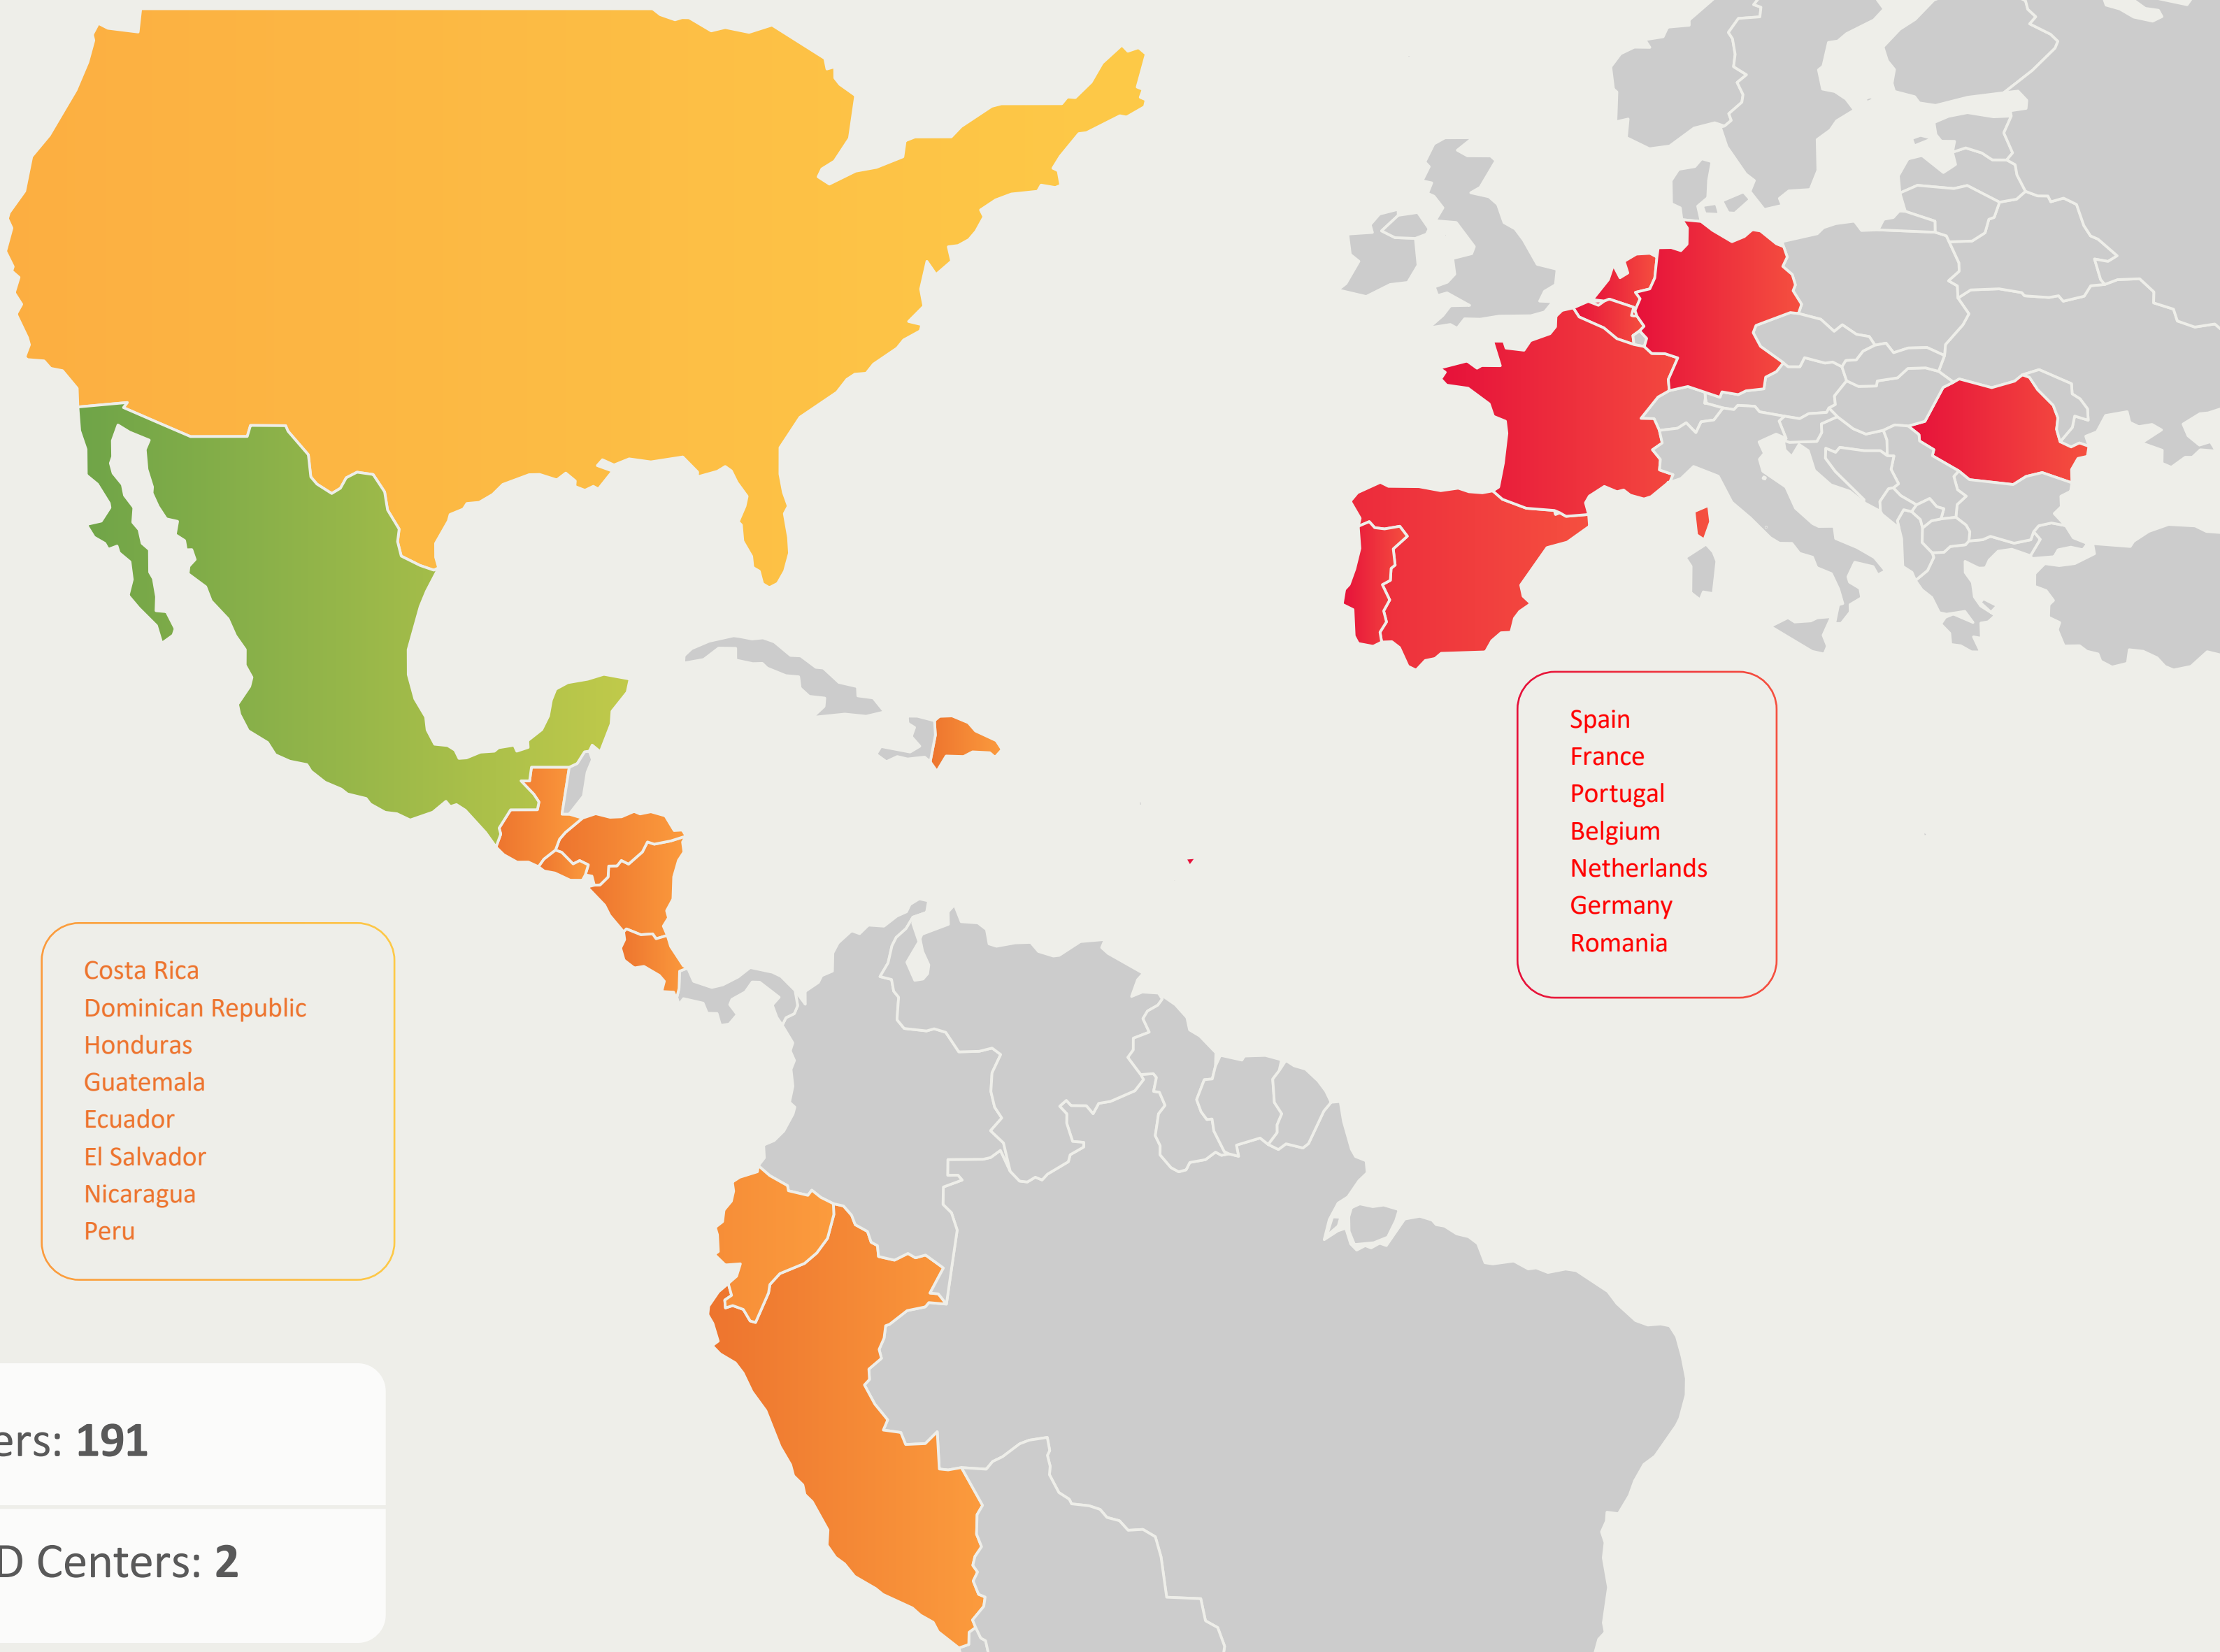 Spain
France
Portugal
Belgium
Netherlands
Germany
Romania
Costa Rica
Dominican Republic
Honduras
Guatemala
Ecuador
El Salvador
Nicaragua
Peru
ers: 191
D Centers: 2